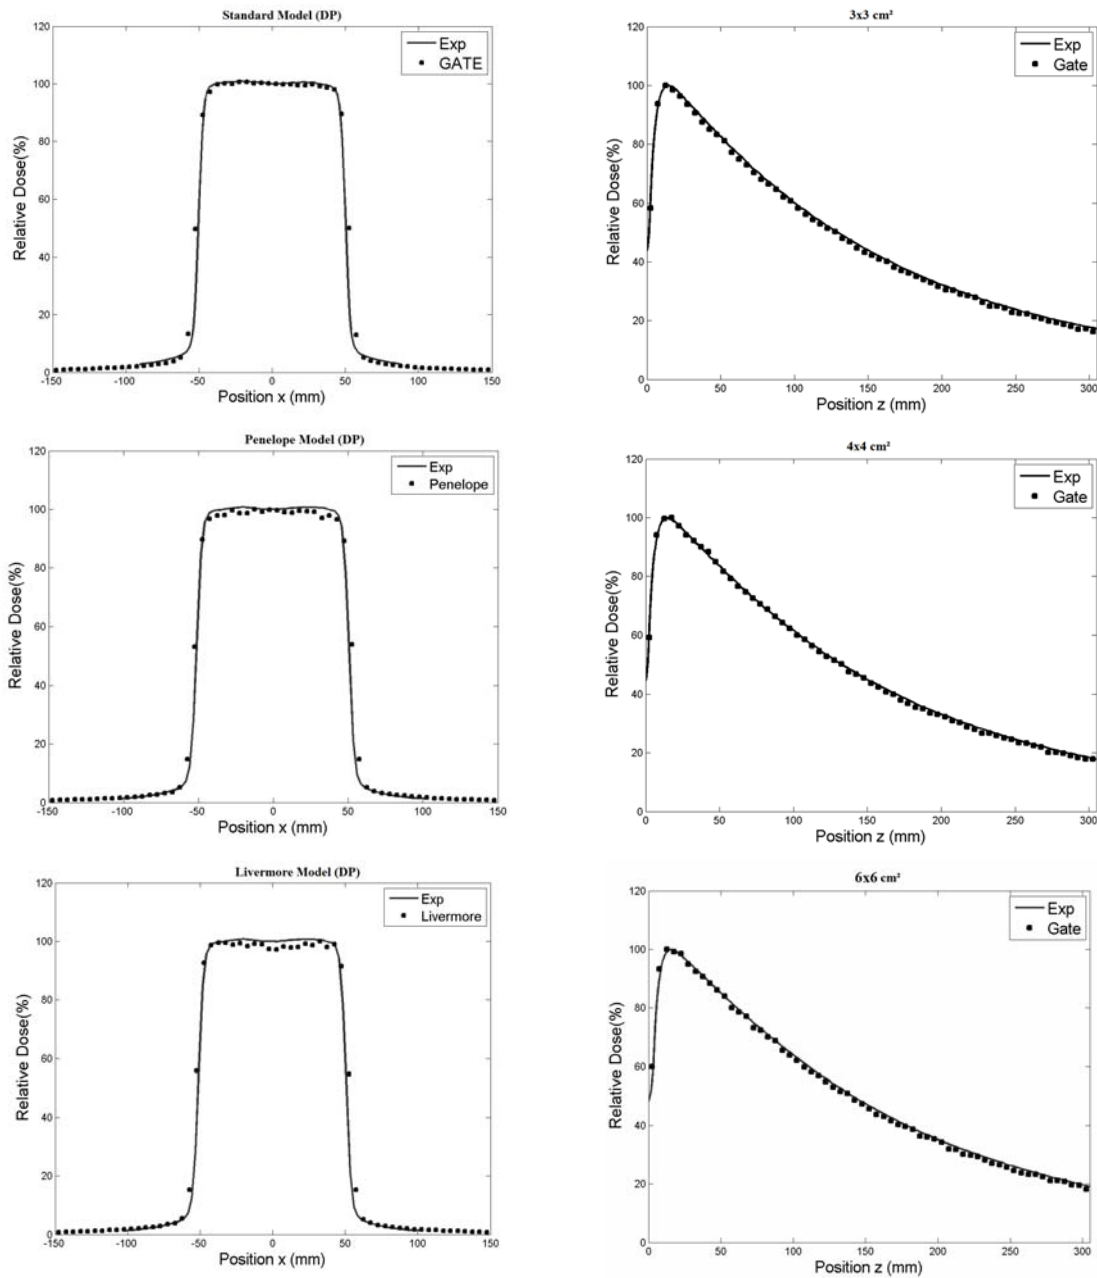 Standard Model (DP)
120
100
80
60
40
20
0
Relative Dose(%)
Exp
GATE
-150
-100
-50
0
50
100
150
Position x (mm)
3x3 cm²
120
100
80
60
40
20
0
Relative Dose(%)
Exp
Gate
0
50
100
150
200
250
300
Position z (mm)
Penelope Model (DP)
120
100
80
60
40
20
0
Relative Dose(%)
Exp
Penelope
-150
-100
-50
0
50
100
150
Position x (mm)
4x4 cm²
120
100
80
60
40
20
0
Relative Dose(%)
Exp
Gate
0
50
100
150
200
250
300
Position z (mm)
Livermore Model (DP)
120
100
80
60
40
20
0
Relative Dose(%)
Exp
Livermore
-150
-100
-50
0
50
100
150
Position x (mm)
6x6 cm²
120
100
80
60
40
20
0
Relative Dose(%)
Exp
Gate
0
50
100
150
200
250
300
Position z (mm)